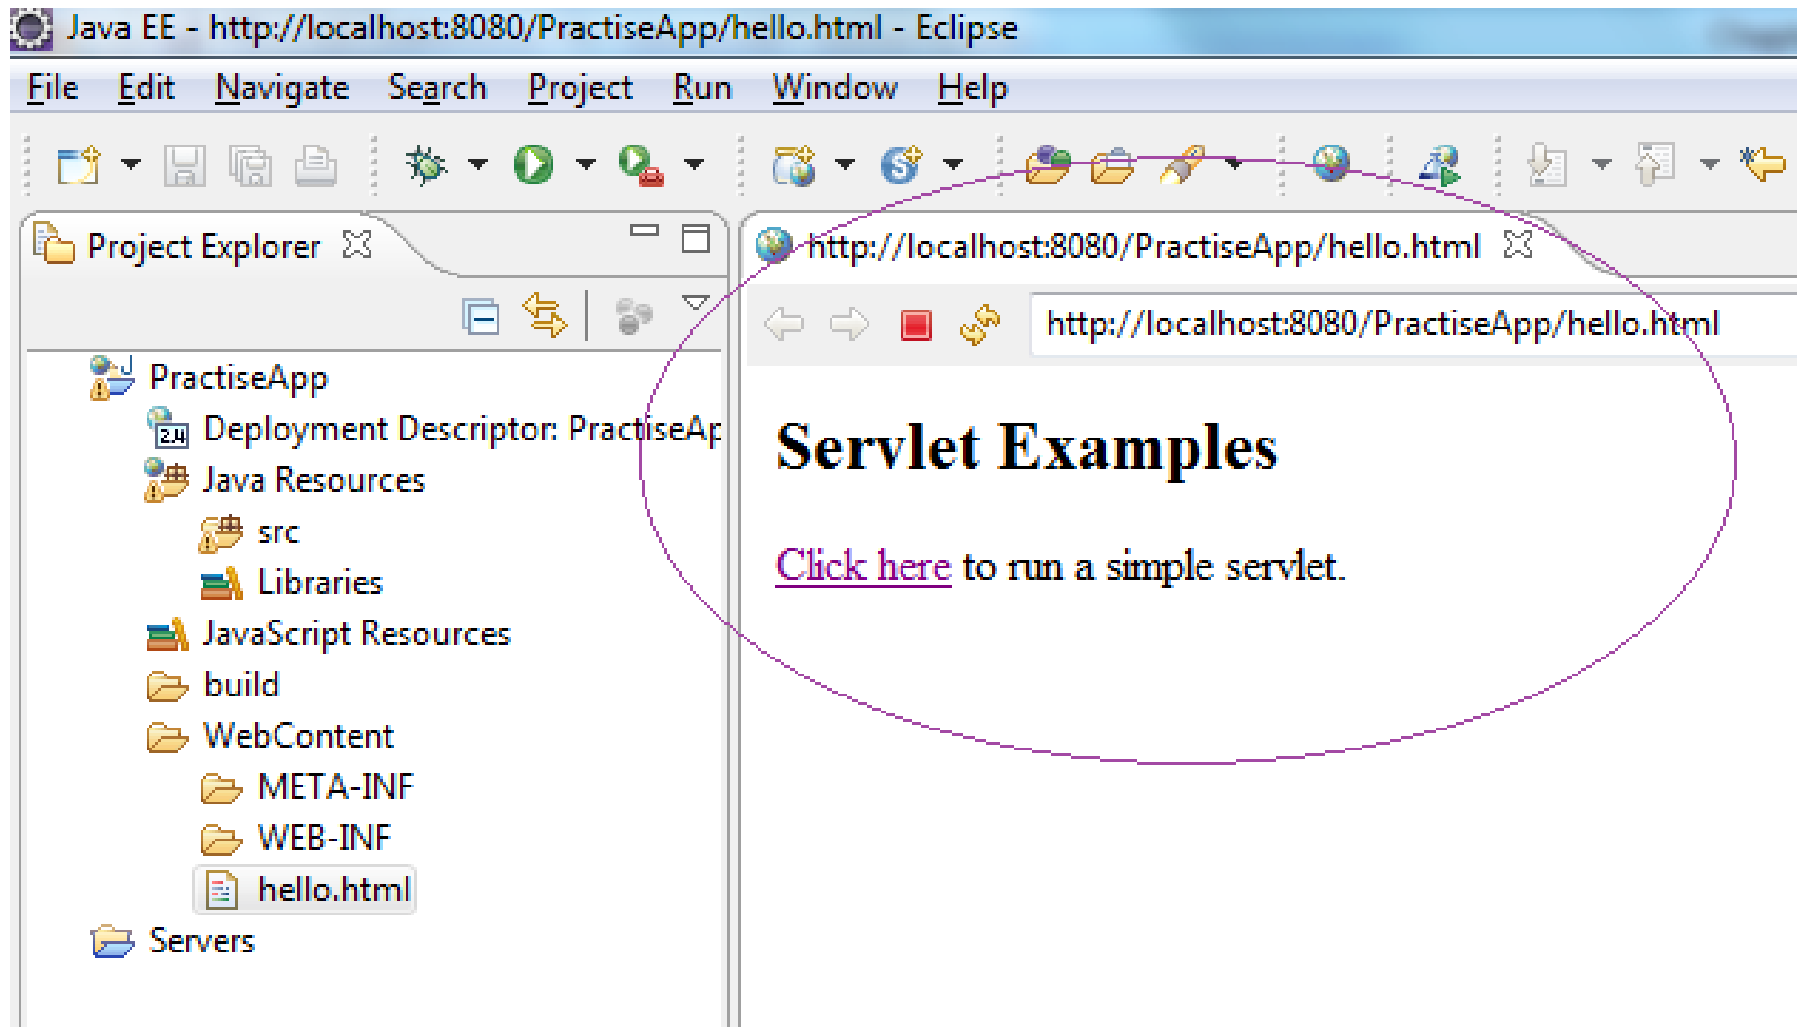 Java EE - http://localhost:8080/PractiseApp/hello.html - Eclipse
File Edit Navigate Search Project Run Window Help
Project Explorer
http://localhost:8080/PractiseApp/hello.html
http://localhost:8080/PractiseApp/hello.html
PractiseApp
Deployment Descriptor: PractiseAp
Java Resources
src
Libraries
JavaScript Resources
build
WebContent
META-INF
WEB-INF
hello.html
Servers
Servlet Examples
Click here to run a simple servlet.